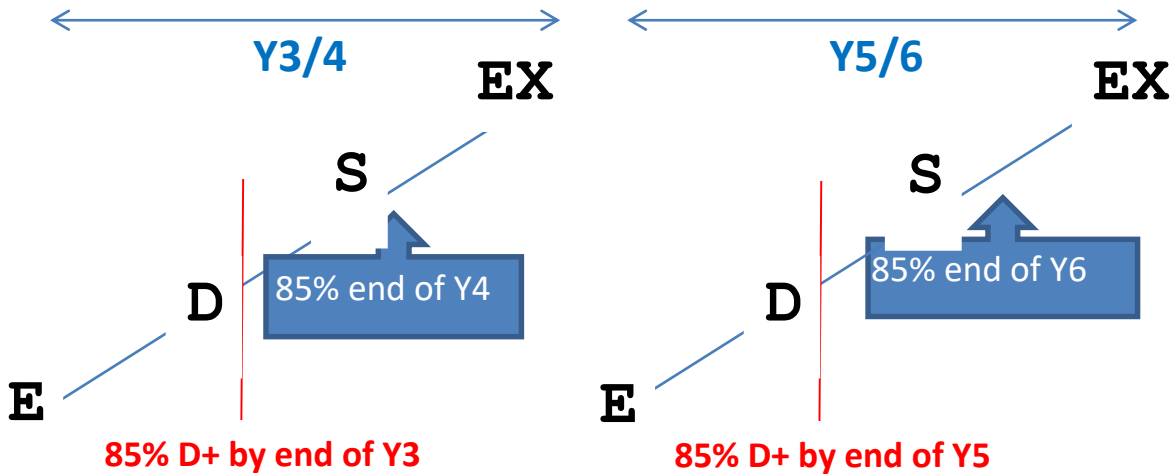 Y3/4
EX
S
85% end of Y4
D
E
85% D+ by end of Y3
Y5/6
EX
S
85% end of Y6
D
E
85% D+ by end of Y5